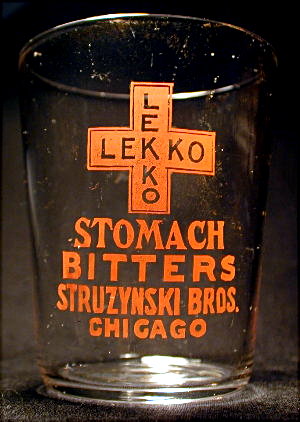 LEKKO
LEKKO
STOMACH
BITTERS
STRUZYNSKI BROS.
CHICAGO